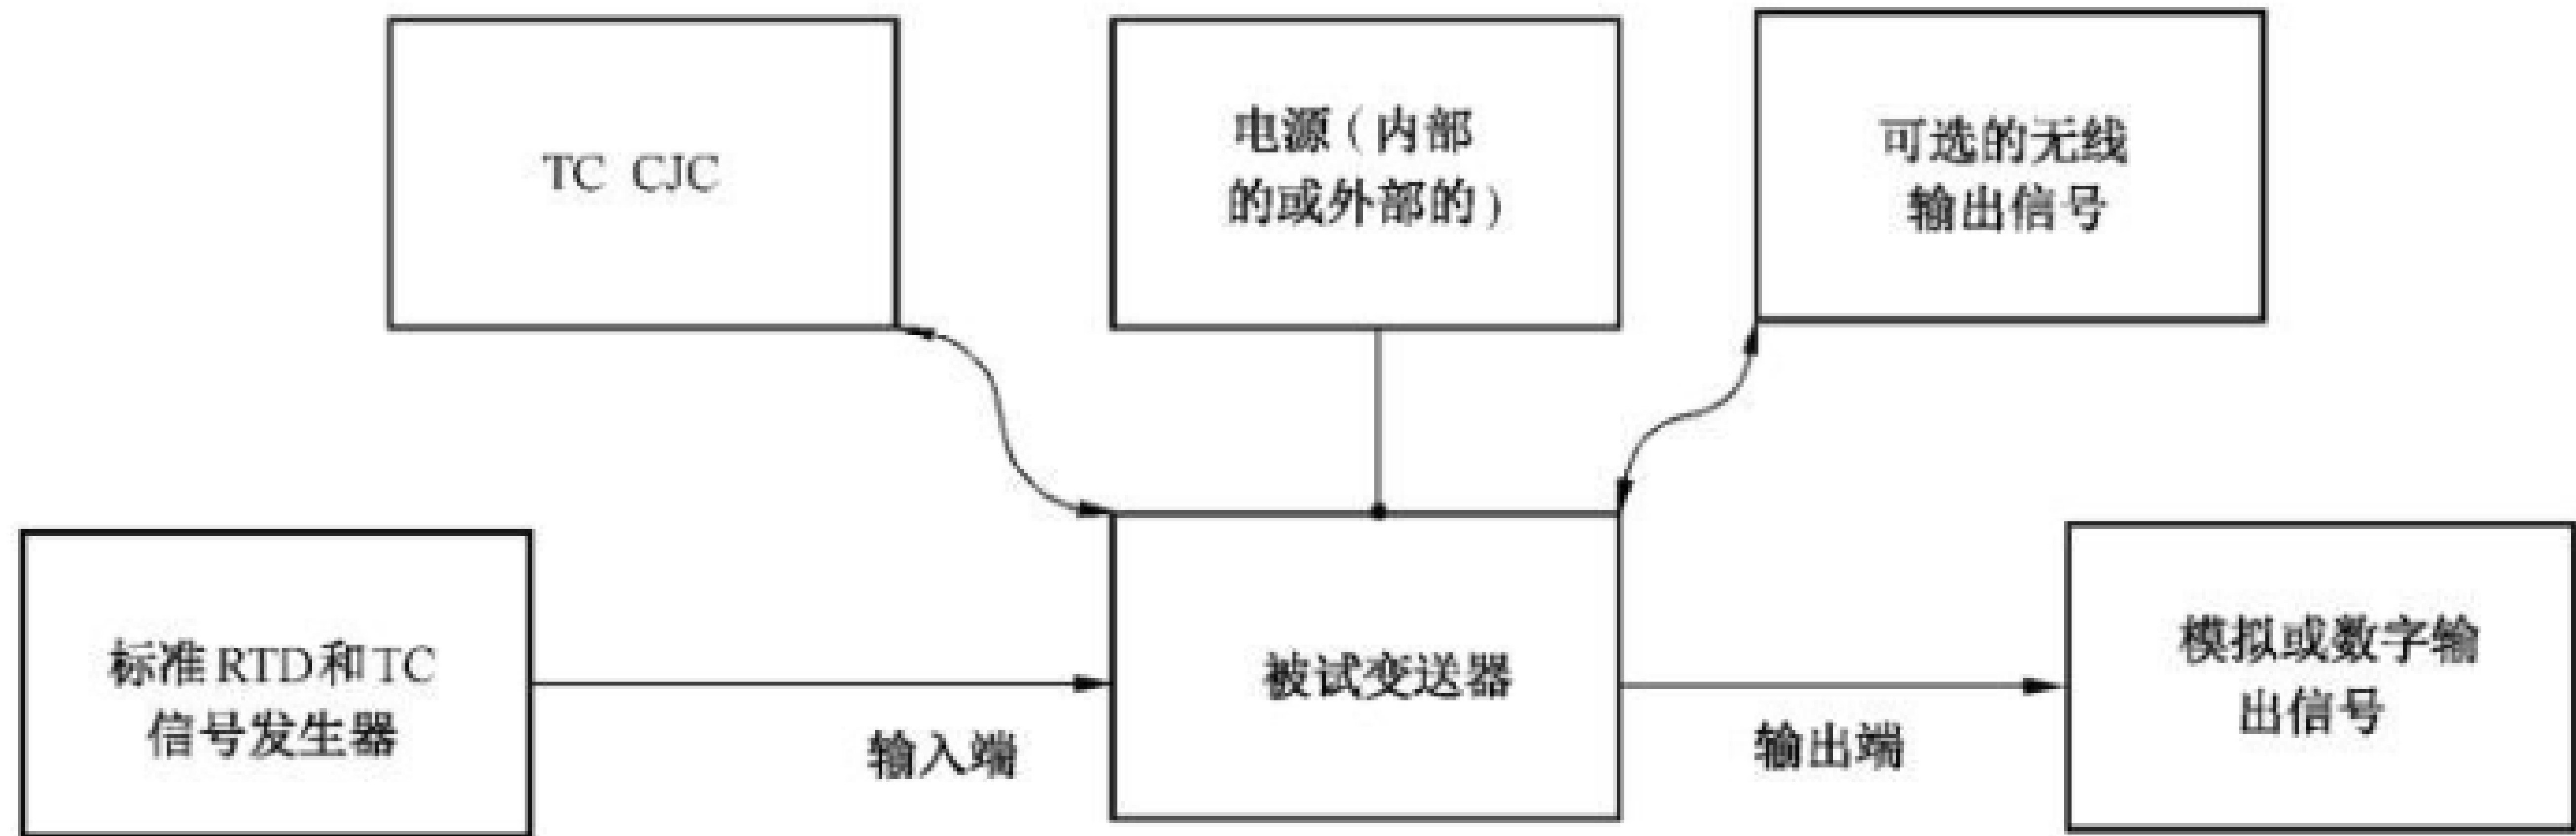 TC CJC
电源（内部
的或外部的）
可选的无线
输出信号
标准RTD和TC
信号发生器
输入端
被试变送器
输出端
模拟或数字输
出信号